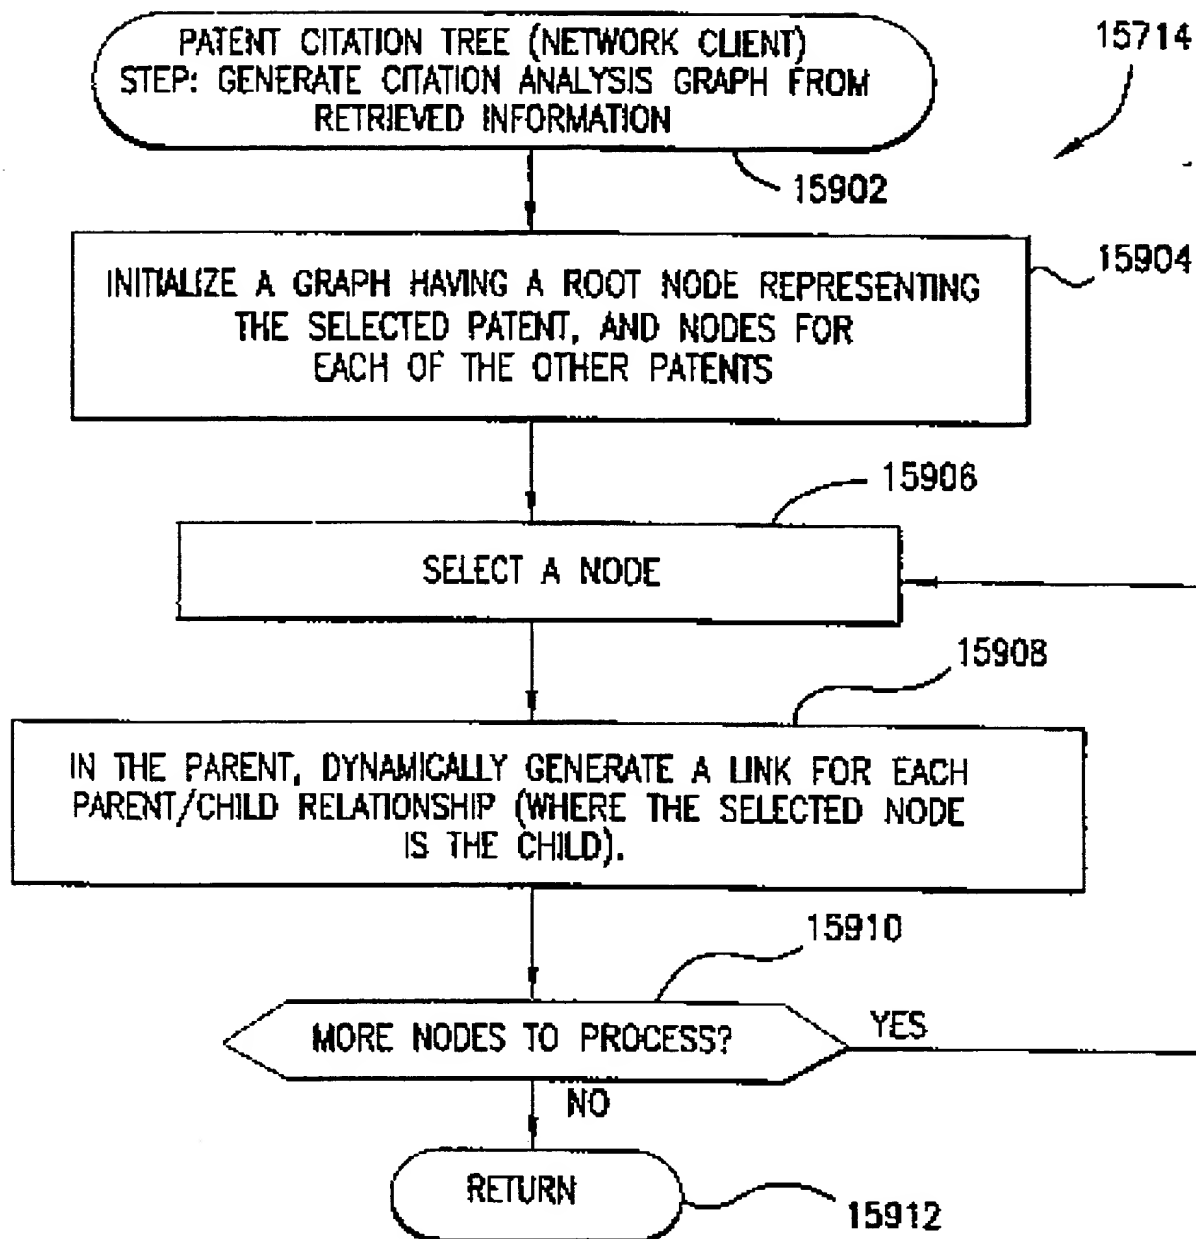 PATENT CITATION TREE (NETWORK CLIENT)
STEP: GENERATE CITATION ANALYSIS GRAPH FROM
RETRIEVED INFORMATION
15714
15902
INITIALIZE A GRAPH HAVING A ROOT NODE REPRESENTING
THE SELECTED PATENT, AND NODES FOR
EACH OF THE OTHER PATENTS
15904
15906
SELECT A NODE
15908
IN THE PARENT, DYNAMICALLY GENERATE A LINK FOR EACH
PARENT/CHILD RELATIONSHIP (WHERE THE SELECTED NODE
IS THE CHILD).
15910
MORE NODES TO PROCESS?
YES
NO
RETURN
15912